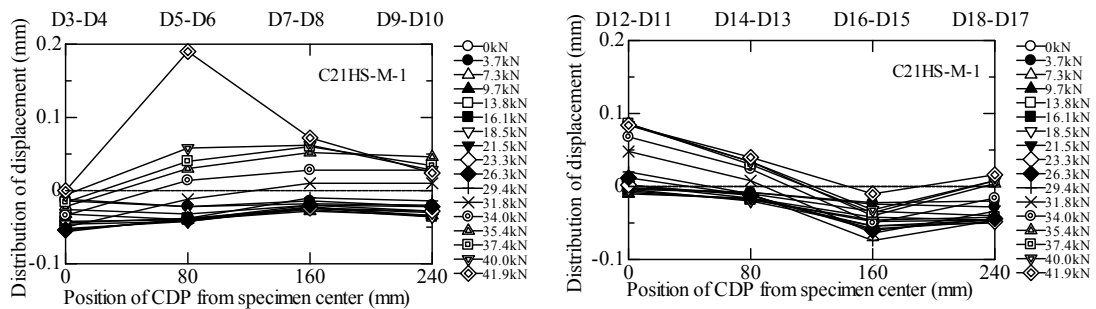 D3-D4 D5-D6 D7-D8 D9-D10
0.2
0.1
0
-0.1
Distribution of displacement (mm)
C21HS-M-1
0 80 160 240
Position of CDP from specimen center (mm)
0kN
3.7kN
7.3kN
9.7kN
13.8kN
16.1kN
18.5kN
21.5kN
23.3kN
26.3kN
29.4kN
31.8kN
34.0kN
35.4kN
37.4kN
40.0kN
41.9kN
D12-D11 D14-D13 D16-D15 D18-D17
0.2
0.1
0
-0.1
Distribution of displacement (mm)
C21HS-M-1
0 80 160 240
Position of CDP from specimen center (mm)
0kN
3.7kN
7.3kN
9.7kN
13.8kN
16.1kN
18.5kN
21.5kN
23.3kN
26.3kN
29.4kN
31.8kN
34.0kN
35.4kN
37.4kN
40.0kN
41.9kN